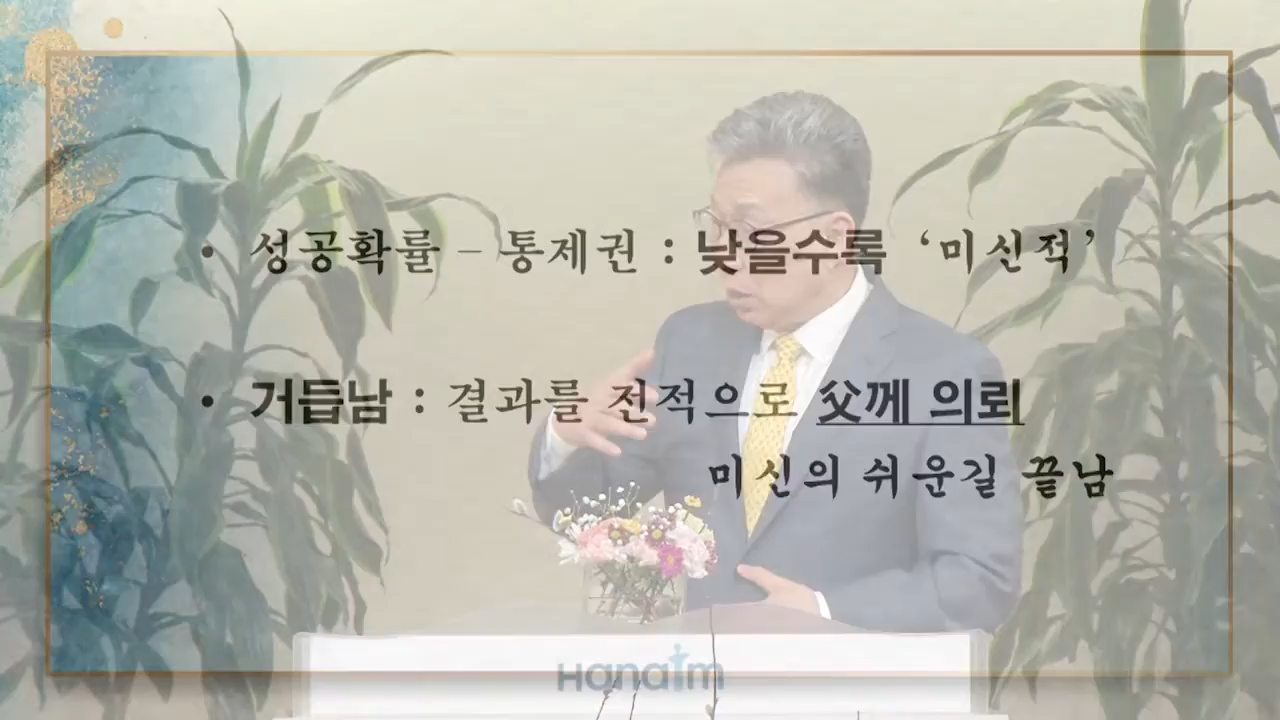 • 성공확률 – 통제권 : 낮을수록 ‘미신적’
• 거듭남 : 결과를 전적으로 父께 의뢰
미신의 쉬운길 끝남
Hanaim